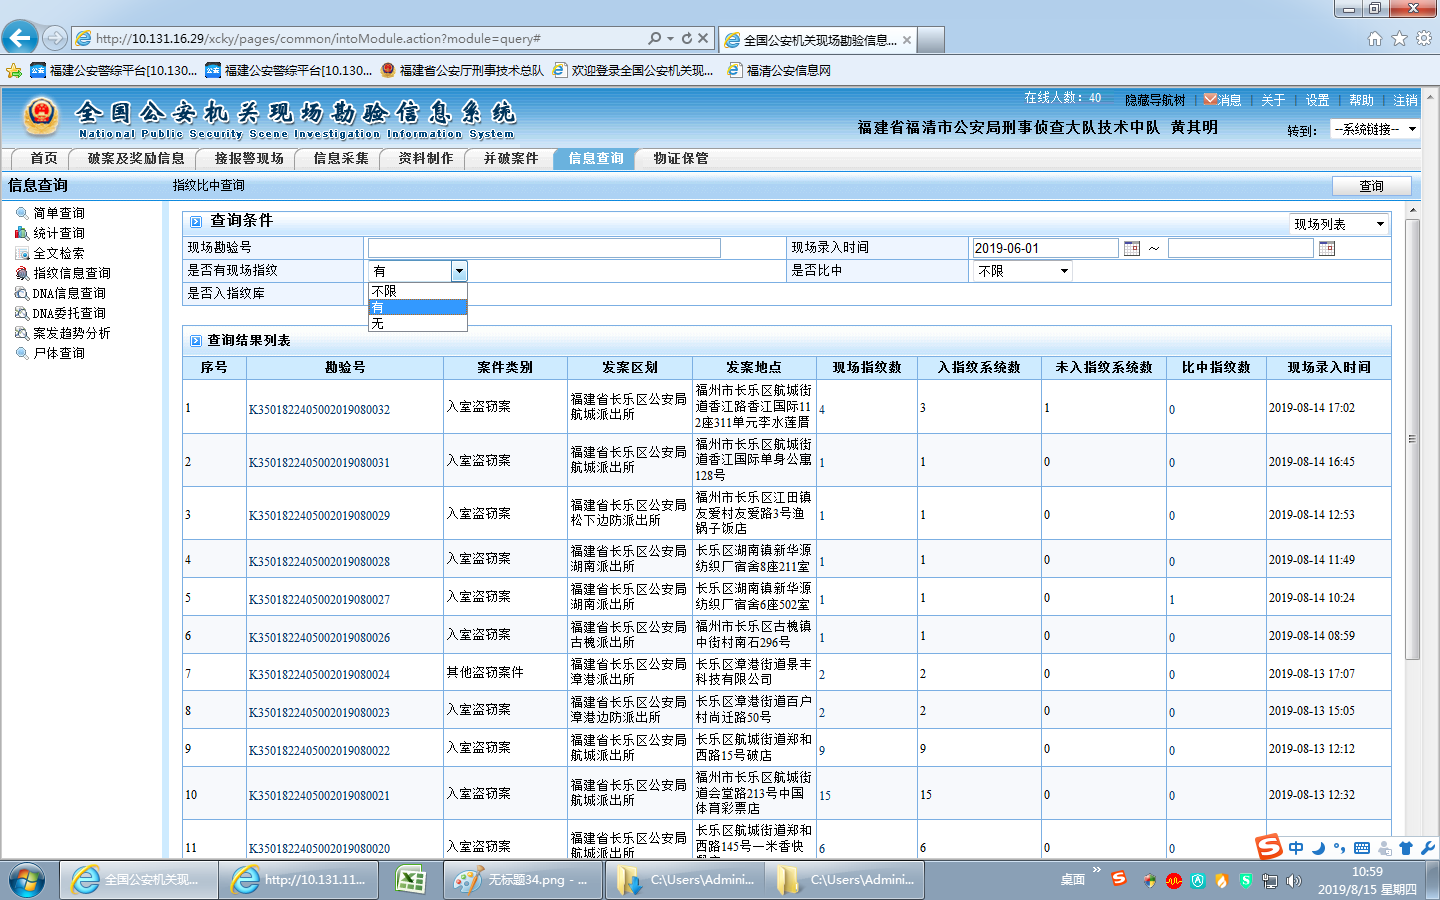 http://10.131.16.29/xcky/pages/common/intoModule.action?module=query#
全国公安机关现场勘验信息...
福建公安警综平台[10.130...
福建公安警综平台[10.130...
福建省公安厅刑事技术总队
欢迎登录全国公安机关现...
福清公安信息网
全国公安机关现场勘验信息系统
National Public Security Scene Investigation Information System
在线人数：40
隐藏导航树
消息
关于
设置
帮助
注销
福建省福清市公安局刑事侦查大队技术中队 黄其明
转到：
--系统链接--
首页
破案及奖励信息
接报警现场
信息采集
资料制作
并破案件
信息查询
物证保管
信息查询
指纹比中查询
查询
简单查询
统计查询
全文检索
指纹信息查询
DNA信息查询
DNA委托查询
案发趋势分析
尸体查询
查询条件
现场列表
现场勘验号
现场录入时间
2019-06-01
～
是否有现场指纹
有
是否比中
不限
是否入指纹库
不限
有
无
查询结果列表
序号 勘验号 案件类别 发案区划 发案地点 现场指纹数 入指纹系统数 未入指纹系统数 比中指纹数 现场录入时间
1 K3501822405002019080032 入室盗窃案 福建省长乐区公安局航城派出所 福州市长乐区航城街道香江路香江国际112座311单元李水莲厝 4 3 1 0 2019-08-14 17:02
2 K3501822405002019080031 入室盗窃案 福建省长乐区公安局航城派出所 福州市长乐区航城街道香江国际单身公寓128号 1 1 0 0 2019-08-14 16:45
3 K3501822405002019080029 入室盗窃案 福建省长乐区公安局松下边防派出所 福州市长乐区江田镇友爱村友爱路3号渔锅子饭店 1 1 0 0 2019-08-14 12:53
4 K3501822405002019080028 入室盗窃案 福建省长乐区公安局湖南派出所 长乐区湖南镇新华源纺织厂宿舍8座211室 1 1 0 0 2019-08-14 11:49
5 K3501822405002019080027 入室盗窃案 福建省长乐区公安局湖南派出所 长乐区湖南镇新华源纺织厂宿舍6座502室 1 1 0 1 2019-08-14 10:24
6 K3501822405002019080026 入室盗窃案 福建省长乐区公安局古槐派出所 福州市长乐区古槐镇中街村南石296号 1 1 0 0 2019-08-14 08:59
7 K3501822405002019080024 其他盗窃案件 福建省长乐区公安局漳港派出所 长乐区漳港街道景丰科技有限公司 2 2 0 0 2019-08-13 17:07
8 K3501822405002019080023 入室盗窃案 福建省长乐区公安局漳港边防派出所 长乐区漳港街道百户村尚迁路50号 2 2 0 0 2019-08-13 15:05
9 K3501822405002019080022 入室盗窃案 福建省长乐区公安局航城派出所 长乐区航城街道郑和西路15号破店 9 9 0 0 2019-08-13 12:12
10 K3501822405002019080021 入室盗窃案 福建省长乐区公安局航城派出所 福州市长乐区航城街道会堂路213号中国体育彩票店 15 15 0 0 2019-08-13 12:32
11 K3501822405002019080020 入室盗窃案 福建省长乐区公安局航城派出所 长乐区航城街道郑和西路145号一米香快 6 6 0 0 2019-08-13 11:08
中
全国公安机关现...
http://10.131.11...
无标题34.png - ...
C:\Users\Admini...
C:\Users\Admini...
桌面
10:59
2019/8/15 星期四